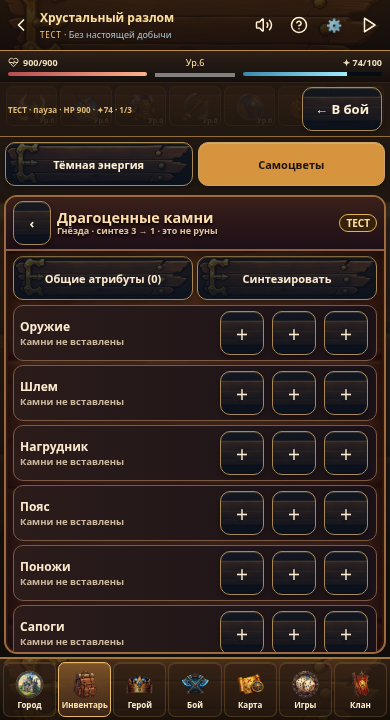 Хрустальный разлом
ТЕСТ · Без настоящей добычи
900/900
Ур.6
74/100
ТЕСТ · пауза · HP 900 · ✦74 · 1/3
← В бой
Тёмная энергия
Самоцветы
‹
Драгоценные камни
Гнёзда · синтез 3 → 1 · это не руны
ТЕСТ
Общие атрибуты (0)
Синтезировать
Оружие
Камни не вставлены
+ + +
Шлем
Камни не вставлены
+ + +
Нагрудник
Камни не вставлены
+ + +
Пояс
Камни не вставлены
+ + +
Поножи
Камни не вставлены
+ + +
Сапоги
Камни не вставлены
+ + +
Город
Инвентарь
Герой
Бой
Карта
Игры
Клан